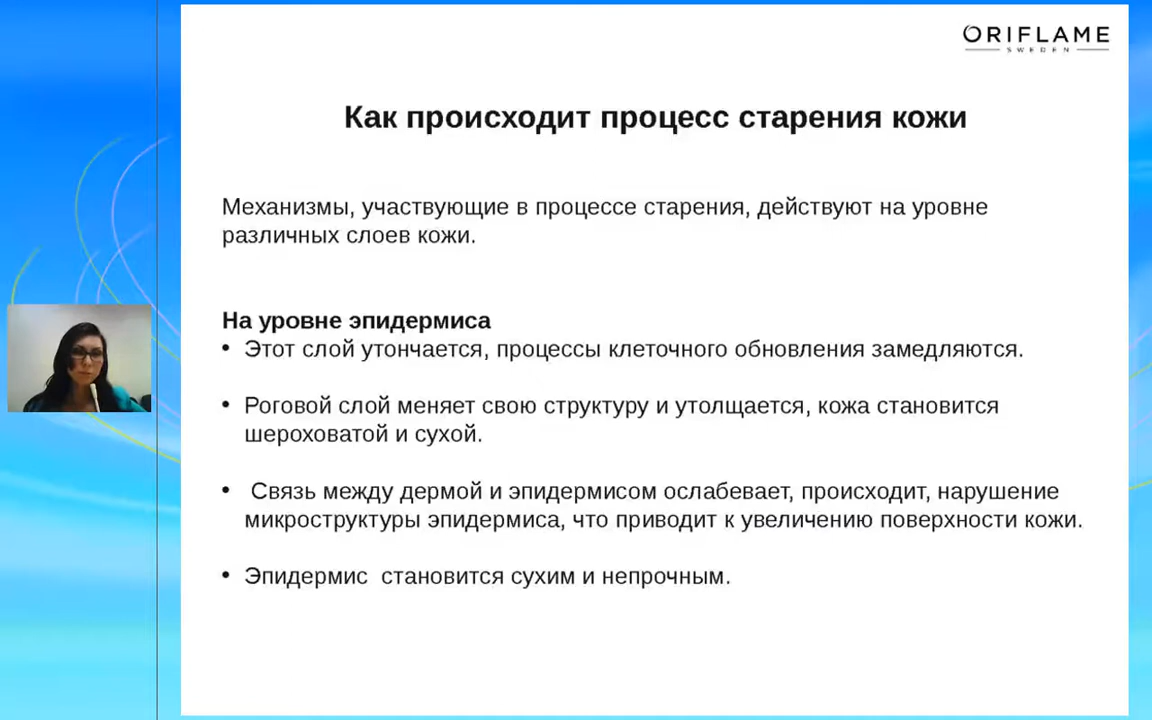 ORIFLAME
SWEDEN
Как происходит процесс старения кожи
Механизмы, участвующие в процессе старения, действуют на уровне
различных слоев кожи.
На уровне эпидермиса
• Этот слой утончается, процессы клеточного обновления замедляются.
• Роговой слой меняет свою структуру и утолщается, кожа становится
шероховатой и сухой.
• Связь между дермой и эпидермисом ослабевает, происходит, нарушение
микроструктуры эпидермиса, что приводит к увеличению поверхности кожи.
• Эпидермис становится сухим и непрочным.